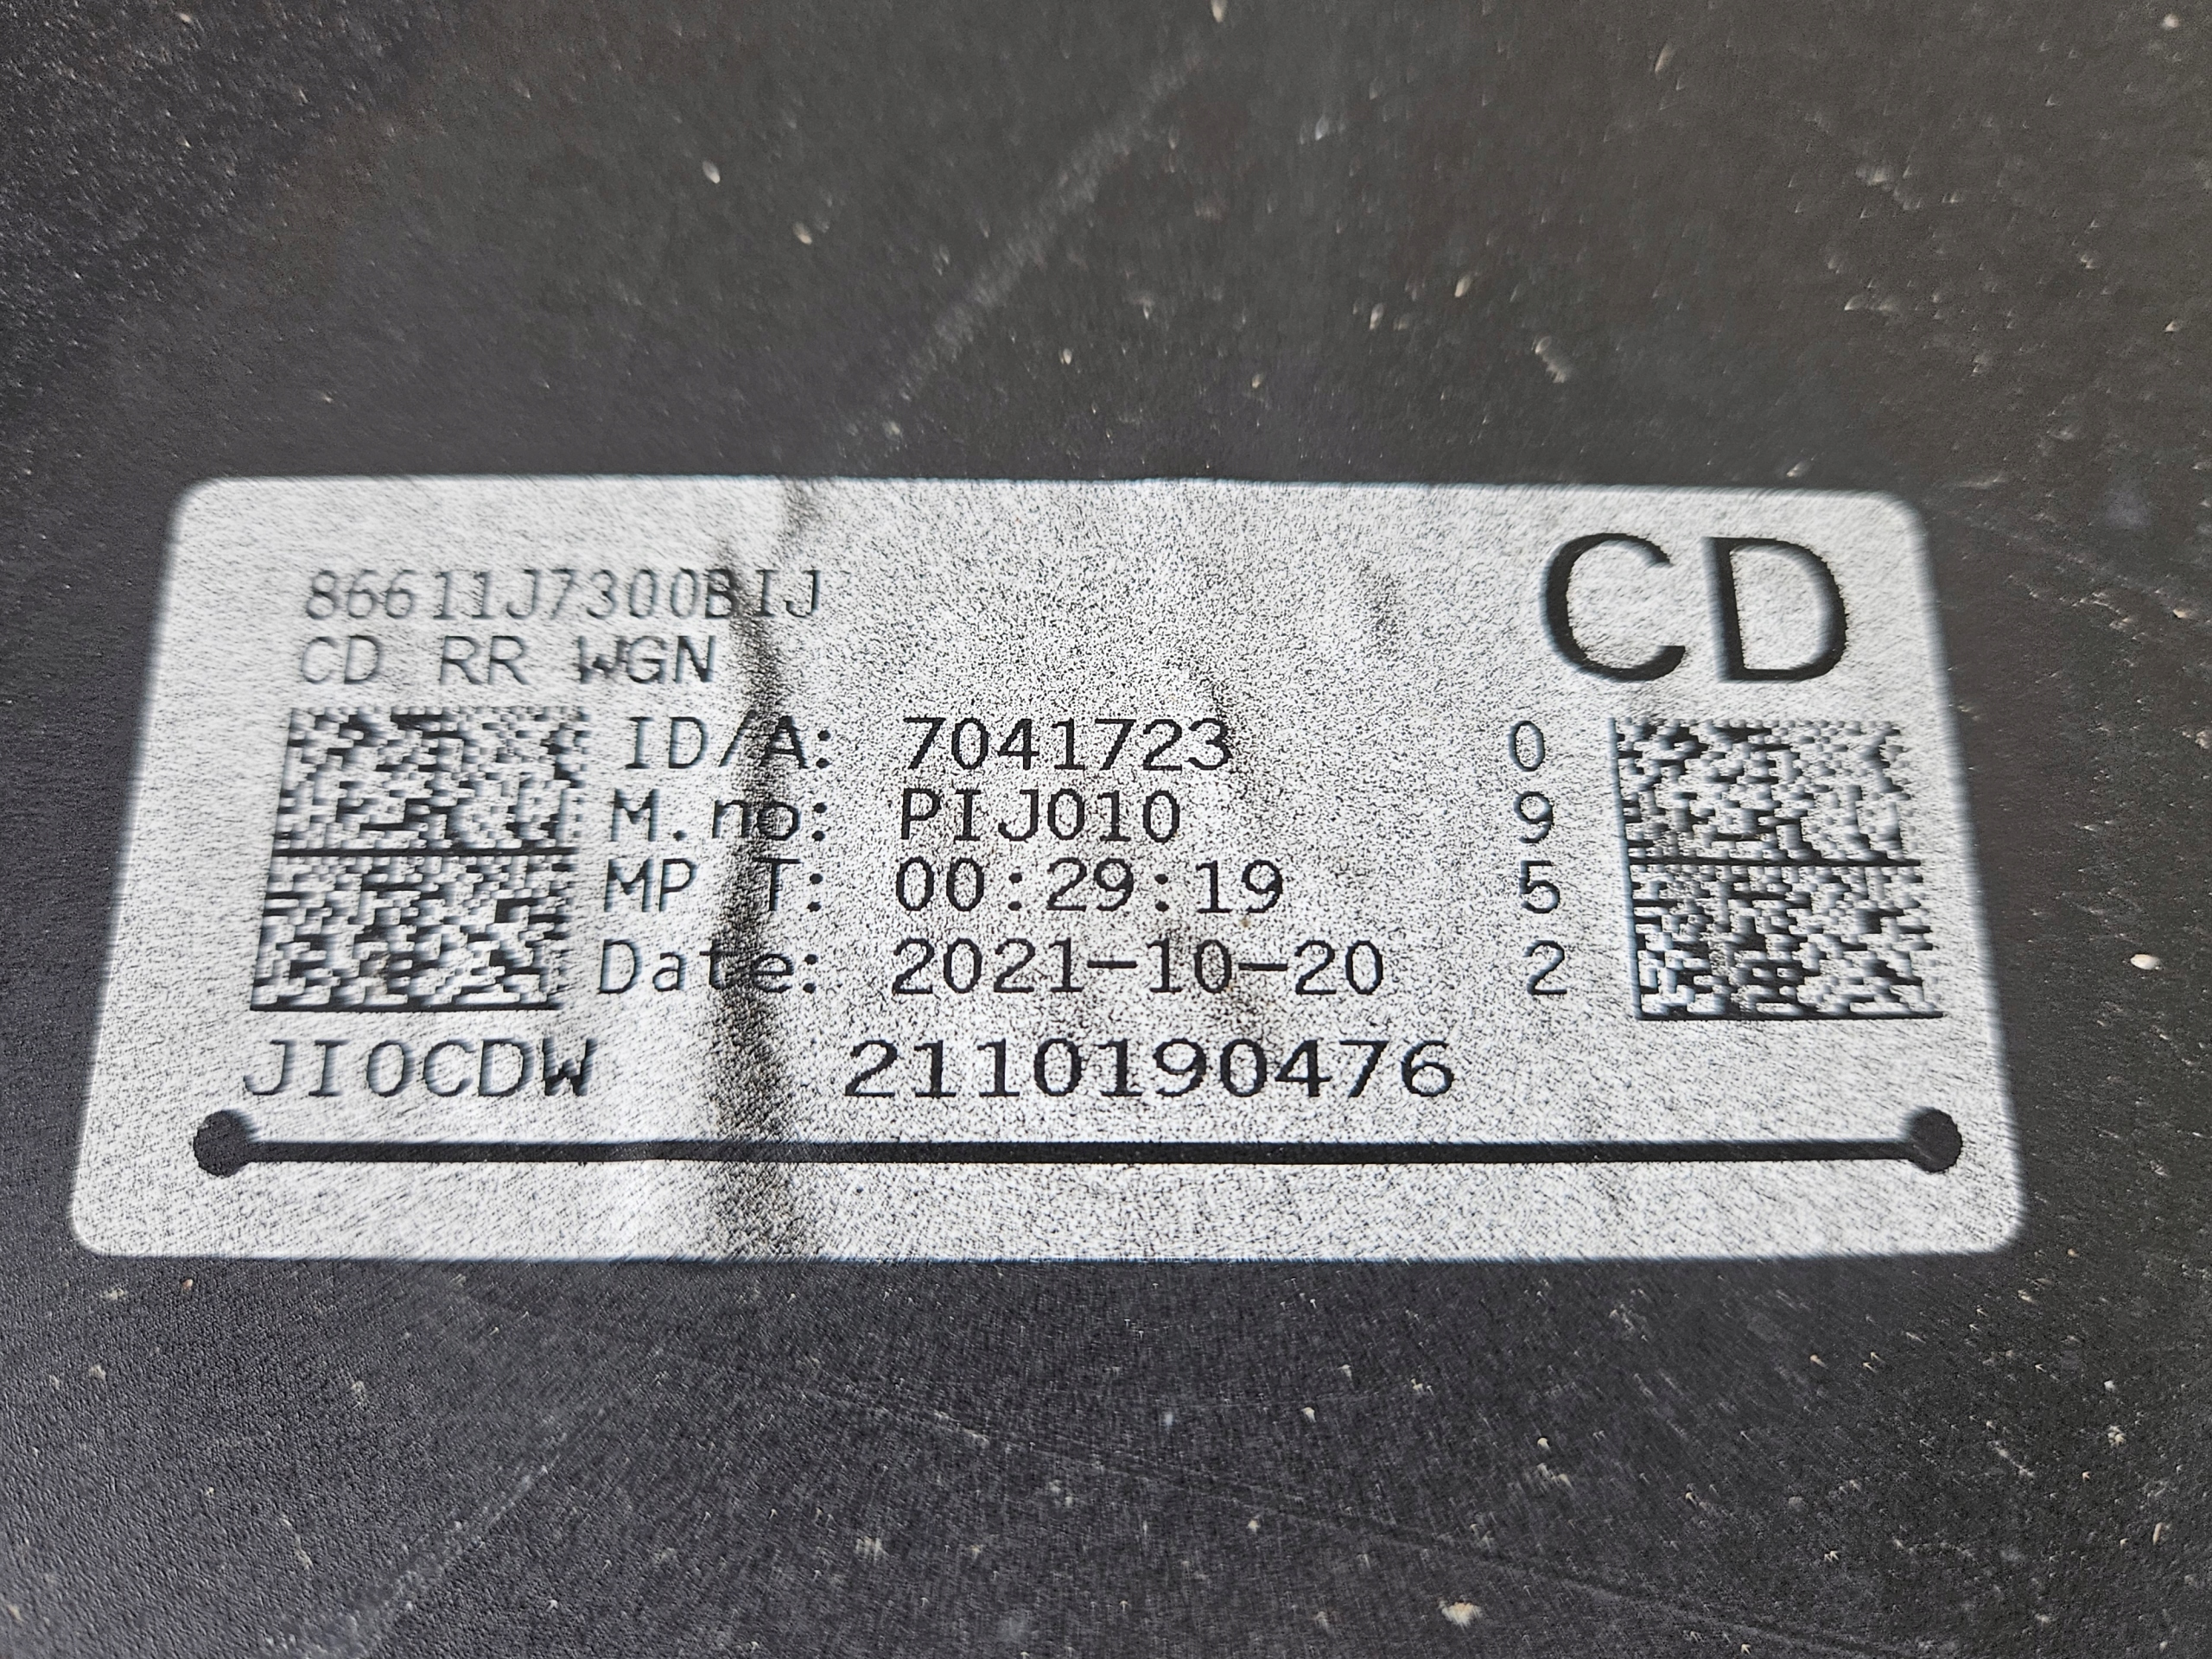 86611J7300BIJ
CD
CD RR WGN
ID/A: 7041723 0
M.no: PIJ010 9
MP T: 00:29:19 5
Date: 2021-10-20 2
JI0CDW 2110190476